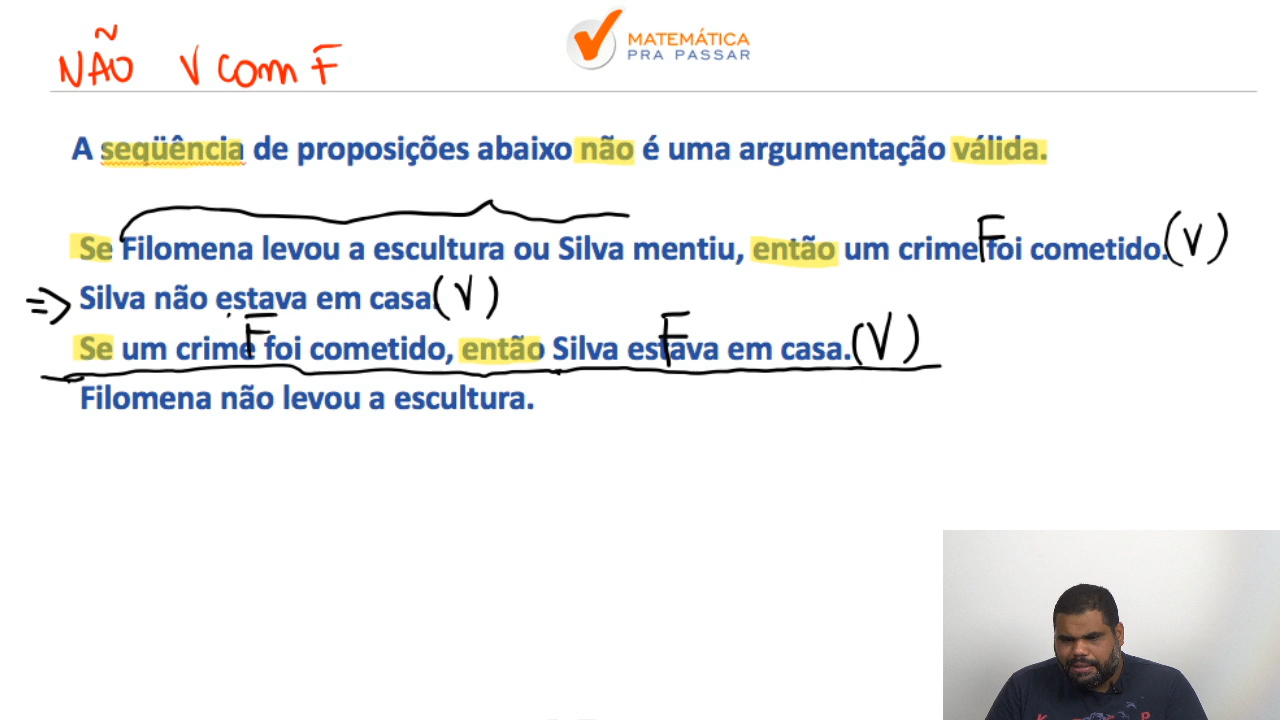 NÃO V COM F
MATEMÁTICA
PRA PASSAR
A seqüência de proposições abaixo não é uma argumentação válida.
Se Filomena levou a escultura ou Silva mentiu, então um crime F foi cometido. (V)
=> Silva não estava em casa. (V)
Se um crime F foi cometido, então Silva estava F em casa. (V)
Filomena não levou a escultura.